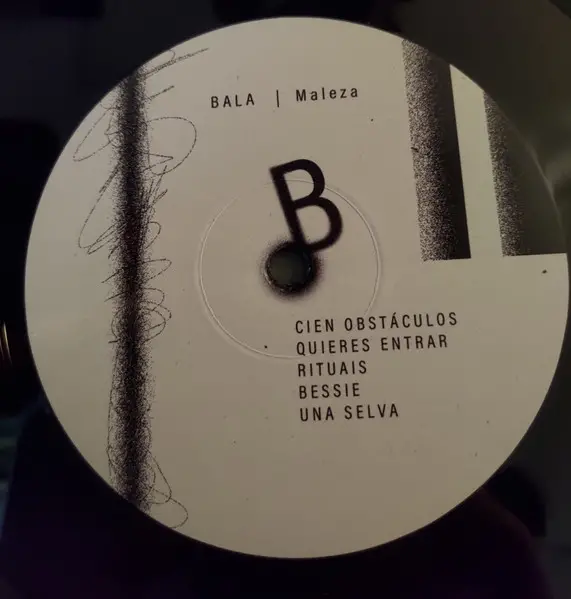 BALA | Maleza
B
CIEN OBSTÁCULOS
QUIERES ENTRAR
RITUAIS
BESSIE
UNA SELVA